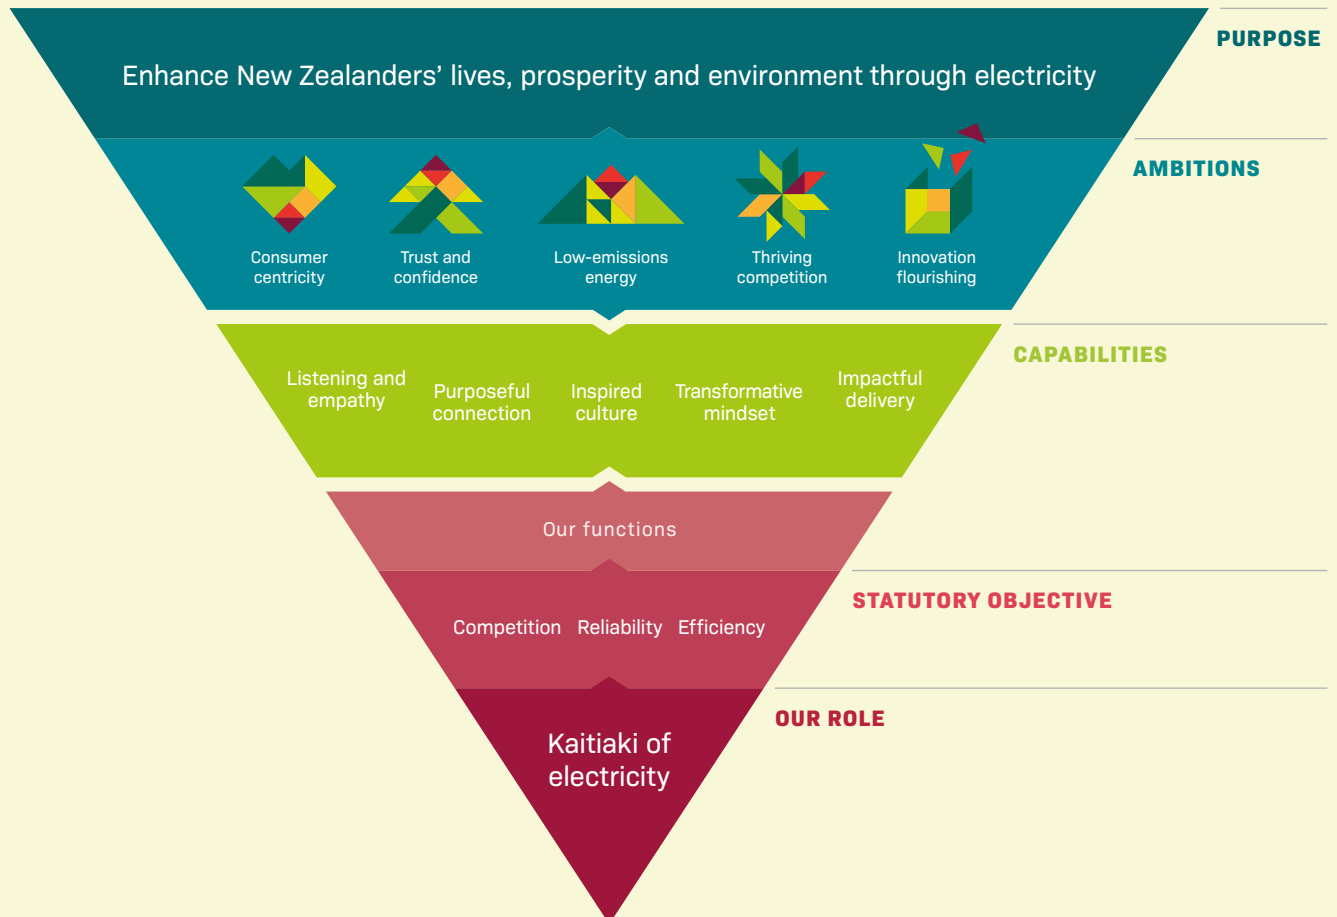 PURPOSE
Enhance New Zealanders’ lives, prosperity and environment through electricity
AMBITIONS
Consumer
centricity
Trust and
confidence
Low-emissions
energy
Thriving
competition
Innovation
flourishing
CAPABILITIES
Listening and
empathy
Purposeful
connection
Inspired
culture
Transformative
mindset
Impactful
delivery
Our functions
STATUTORY OBJECTIVE
Competition Reliability Efficiency
OUR ROLE
Kaitiaki of
electricity